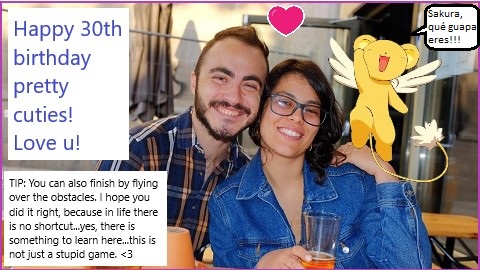 Happy 30th
birthday
pretty
cuties!
Love u!
Sakura,
qué guapa
eres!!!
TIP: You can also finish by flying
over the obstacles. I hope you
did it right, because in life there
is no shortcut...yes, there is
something to learn here...this is
not just a stupid game. <3